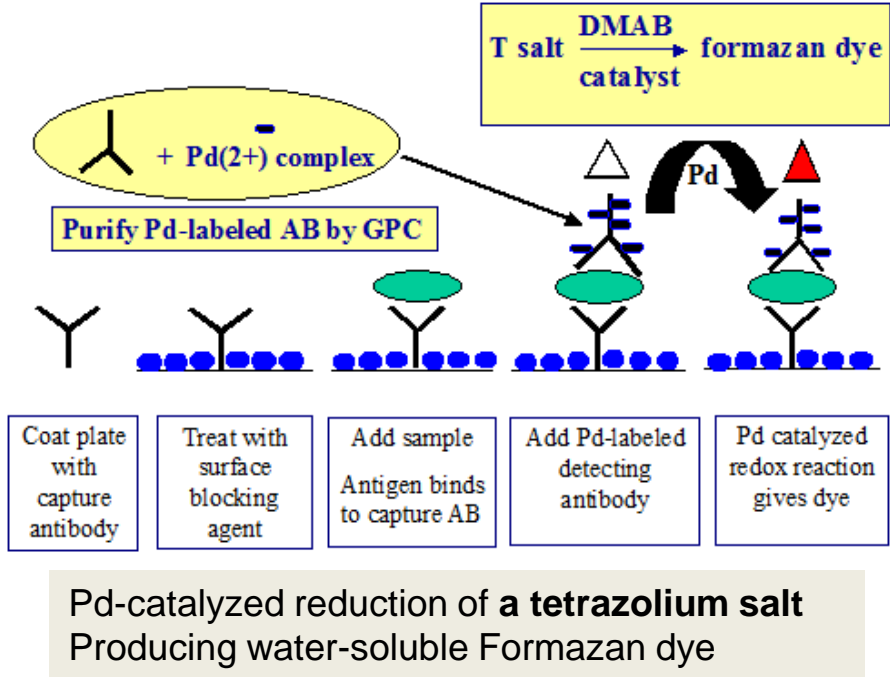 DMAB
T salt formazan dye
catalyst
+ Pd(2+) complex
Purify Pd-labeled AB by GPC
Pd
Coat plate
with
capture
antibody
Treat with
surface
blocking
agent
Add sample
Antigen binds
to capture AB
Add Pd-labeled
detecting
antibody
Pd catalyzed
redox reaction
gives dye
Pd-catalyzed reduction of a tetrazolium salt
Producing water-soluble Formazan dye